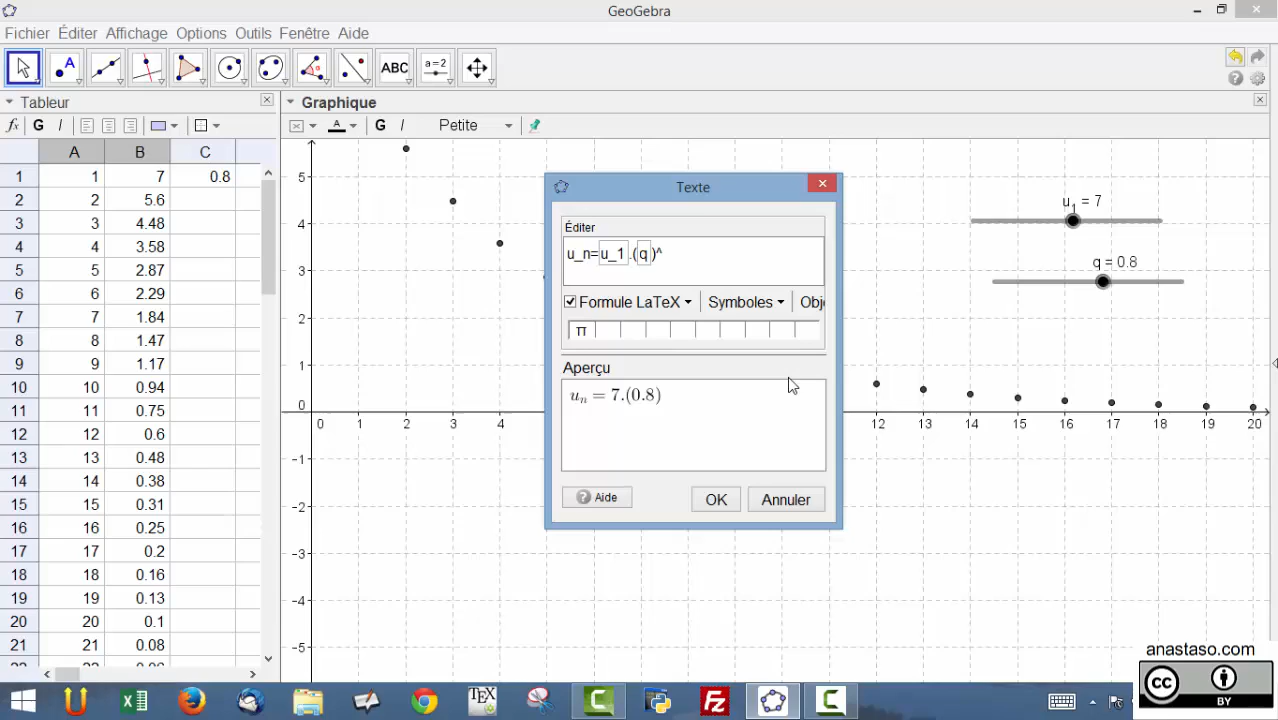 GeoGebra
Fichier Éditer Affichage Options Outils Fenêtre Aide
ABC a=2
Tableur
Graphique
fx G I
G I Petite
A B C
1 1 7 0.8
2 2 5.6
3 3 4.48
4 4 3.58
5 5 2.87
6 6 2.29
7 7 1.84
8 8 1.47
9 9 1.17
10 10 0.94
11 11 0.75
12 12 0.6
13 13 0.48
14 14 0.38
15 15 0.31
16 16 0.25
17 17 0.2
18 18 0.16
19 19 0.13
20 20 0.1
21 21 0.08
5
4
3
2
1
0
-1
-2
-3
-4
-5
0 1 2 3 4 12 13 14 15 16 17 18 19 20
u1 = 7
q = 0.8
Texte
Éditer
u_n=u_1.(q)^
Formule LaTeX Symboles Obj
π
Aperçu
un = 7.(0.8)
Aide OK Annuler
anastaso.com
cc
BY
TEX
Fz